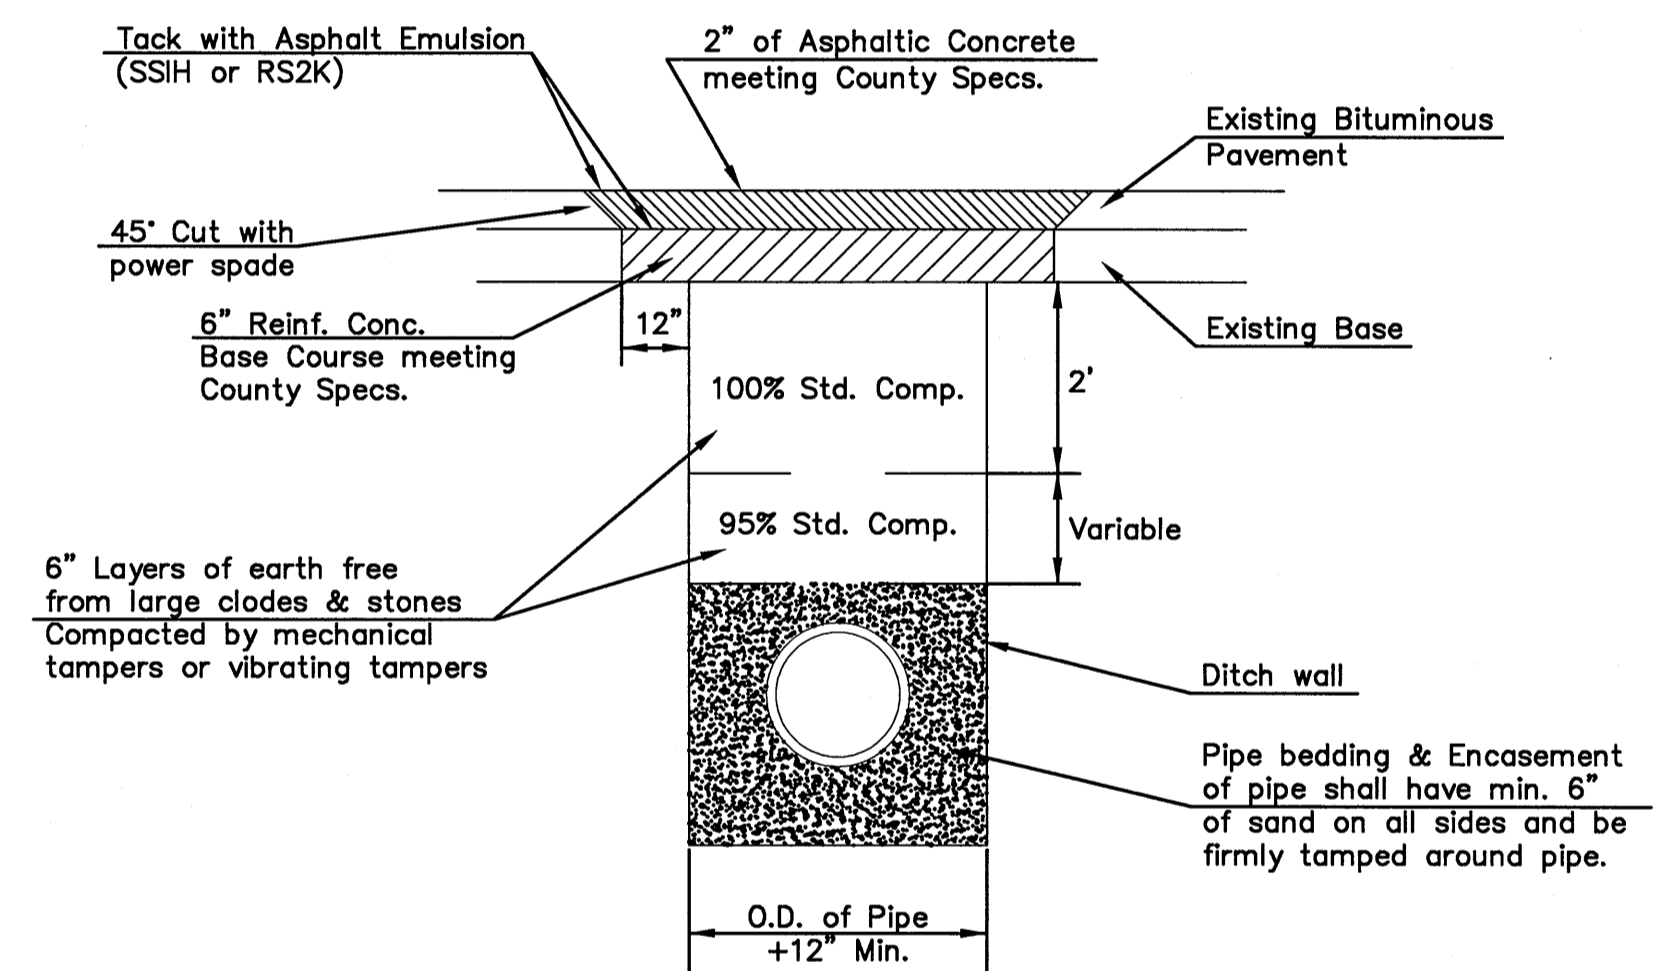 Tack with Asphalt Emulsion
(SSIH or RS2K)
2" of Asphaltic Concrete
meeting County Specs.
Existing Bituminous
Pavement
45° Cut with
power spade
6" Reinf. Conc.
Base Course meeting
County Specs.
12"
Existing Base
100% Std. Comp.
2'
95% Std. Comp.
Variable
6" Layers of earth free
from large clodes & stones
Compacted by mechanical
tampers or vibrating tampers
Ditch wall
Pipe bedding & Encasement
of pipe shall have min. 6"
of sand on all sides and be
firmly tamped around pipe.
O.D. of Pipe
+12" Min.